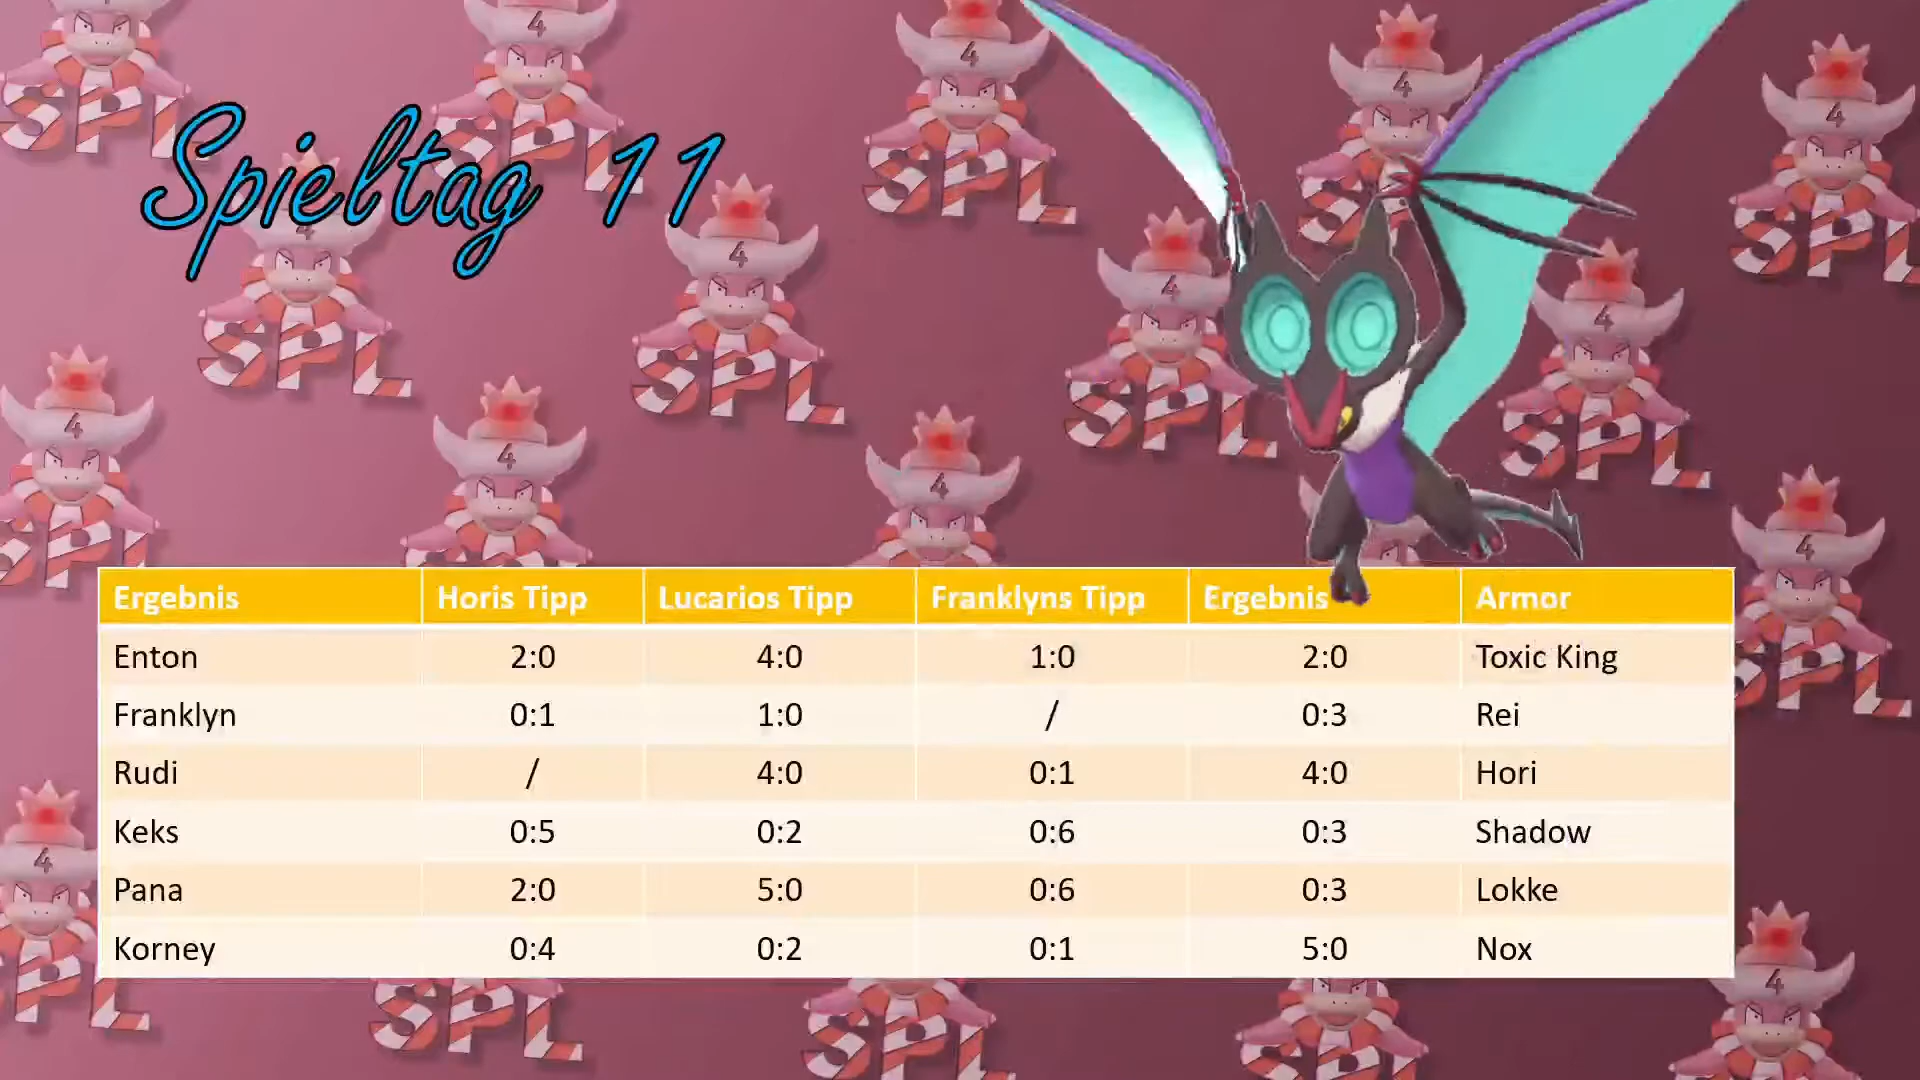 Spieltag 11
Ergebnis Horis Tipp Lucarios Tipp Franklyns Tipp Ergebnis Armor
Enton 2:0 4:0 1:0 2:0 Toxic King
Franklyn 0:1 1:0 / 0:3 Rei
Rudi / 4:0 0:1 4:0 Hori
Keks 0:5 0:2 0:6 0:3 Shadow
Pana 2:0 5:0 0:6 0:3 Lokke
Korney 0:4 0:2 0:1 5:0 Nox
4
SPL